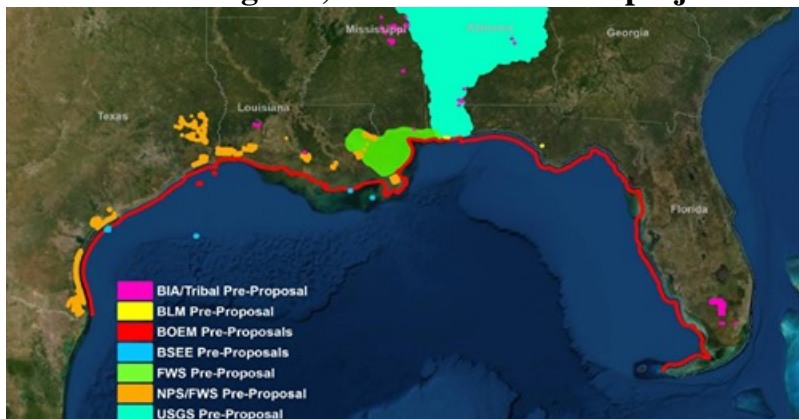 Mississippi
Alabama
Georgia
Texas
Louisiana
Florida
BIA/Tribal Pre-Proposal
BLM Pre-Proposal
BOEM Pre-Proposals
BSEE Pre-Proposals
FWS Pre-Proposal
NPS/FWS Pre-Proposal
USGS Pre-Proposal